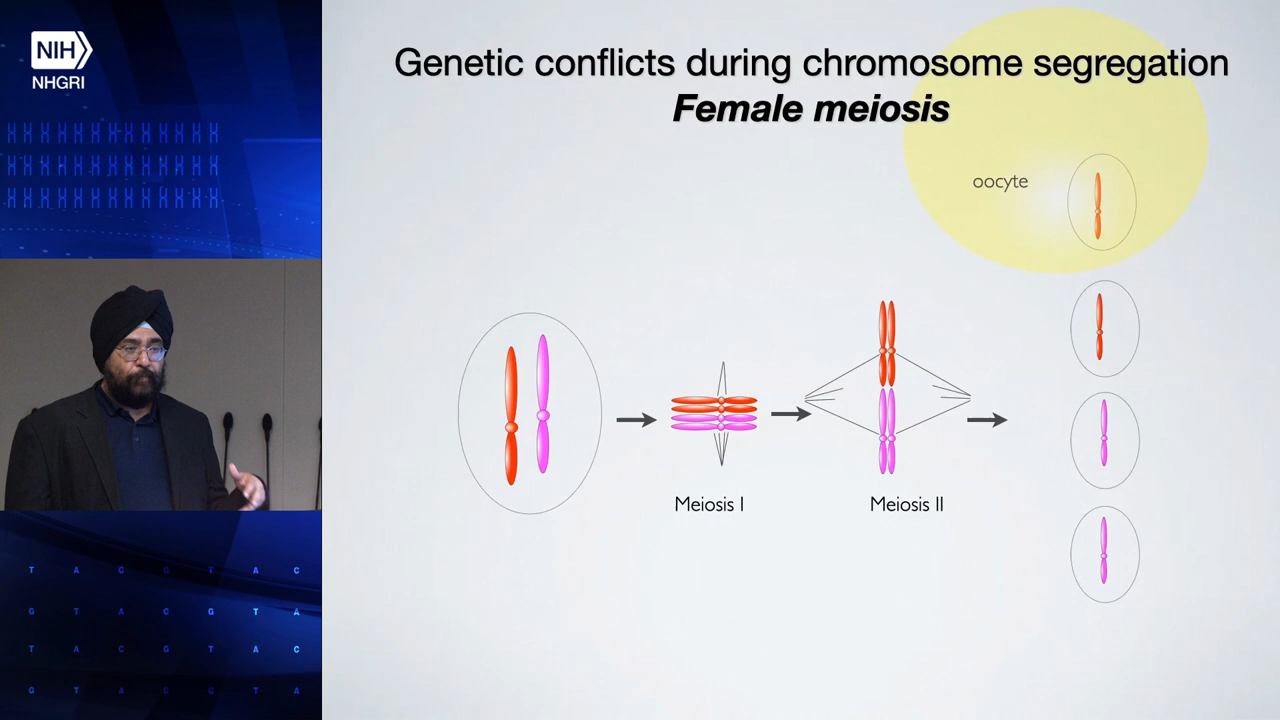 NIH
NHGRI
Genetic conflicts during chromosome segregation
Female meiosis
oocyte
Meiosis I
Meiosis II
T A C G T A C
G T A C G T A
T A C G T A C
G T A C G T A